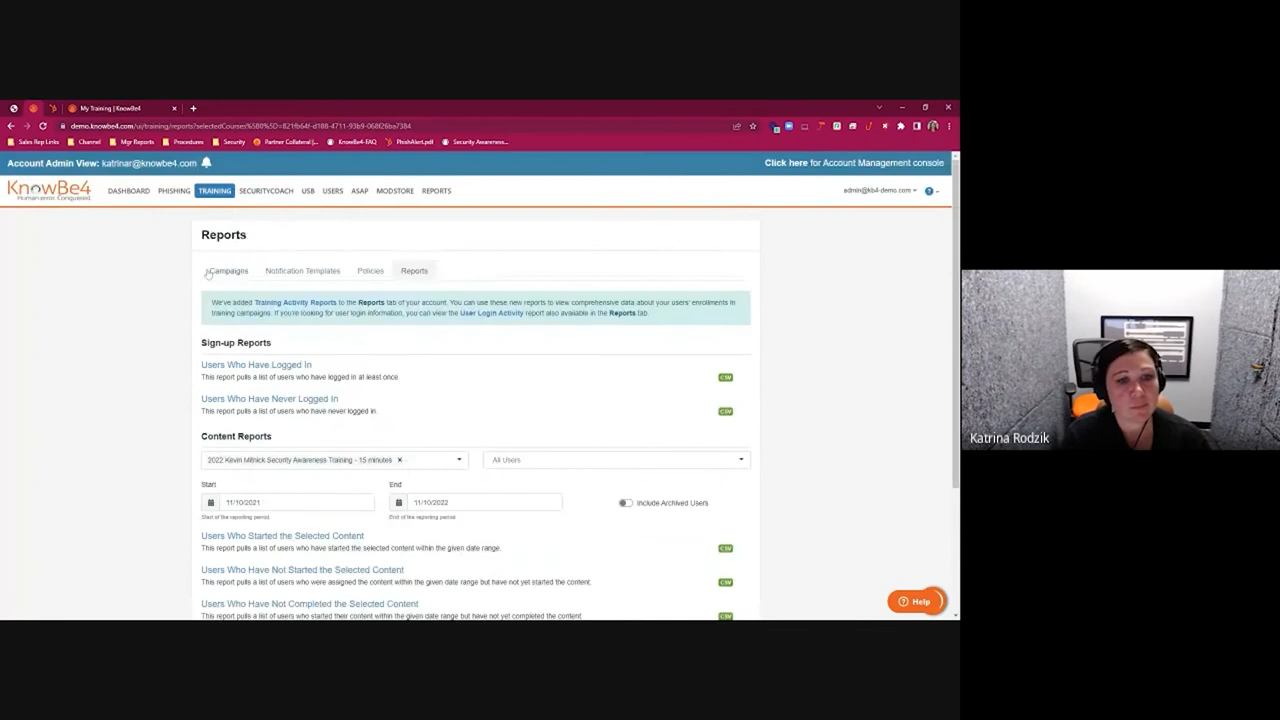 My Training | KnowBe4
demo.knowbe4.com/ui/training/reports?selectedCourses%5B0%5D=821fb64f-d188-4711-93b9-068f26ba7384
Sales Rep Links Channel Mgr Reports Procedures Security Partner Collateral |... KnowBe4-FAQ PhishAlert.pdf Security Awareness...
Account Admin View: katrinar@knowbe4.com
Click here for Account Management console
KnowBe4
Human error. Conquered.
DASHBOARD PHISHING TRAINING SECURITYCOACH USB USERS ASAP MODSTORE REPORTS
admin@kb4-demo.com
Reports
Campaigns Notification Templates Policies Reports
We've added Training Activity Reports to the Reports tab of your account. You can use these new reports to view comprehensive data about your users' enrollments in
training campaigns. If you're looking for user login information, you can view the User Login Activity report also available in the Reports tab.
Sign-up Reports
Users Who Have Logged In
This report pulls a list of users who have logged in at least once.
CSV
Users Who Have Never Logged In
This report pulls a list of users who have never logged in.
CSV
Content Reports
2022 Kevin Mitnick Security Awareness Training - 15 minutes ×
All Users
Start
End
11/10/2021
11/10/2022
Include Archived Users
Start of the reporting period
End of the reporting period
Users Who Started the Selected Content
This report pulls a list of users who have started the selected content within the given date range.
CSV
Users Who Have Not Started the Selected Content
This report pulls a list of users who were assigned the content within the given date range but have not yet started the content.
CSV
Users Who Have Not Completed the Selected Content
This report pulls a list of users who started their content within the given date range but have not yet completed the content
CSV
Help
Katrina Rodzik